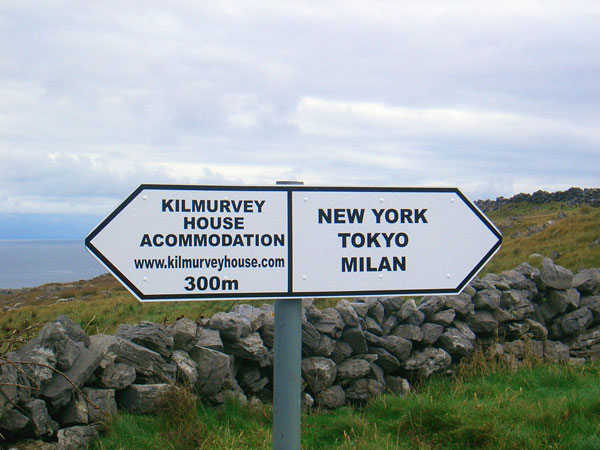 KILMURVEY
HOUSE
ACOMMODATION
www.kilmurveyhouse.com
300m
NEW YORK
TOKYO
MILAN